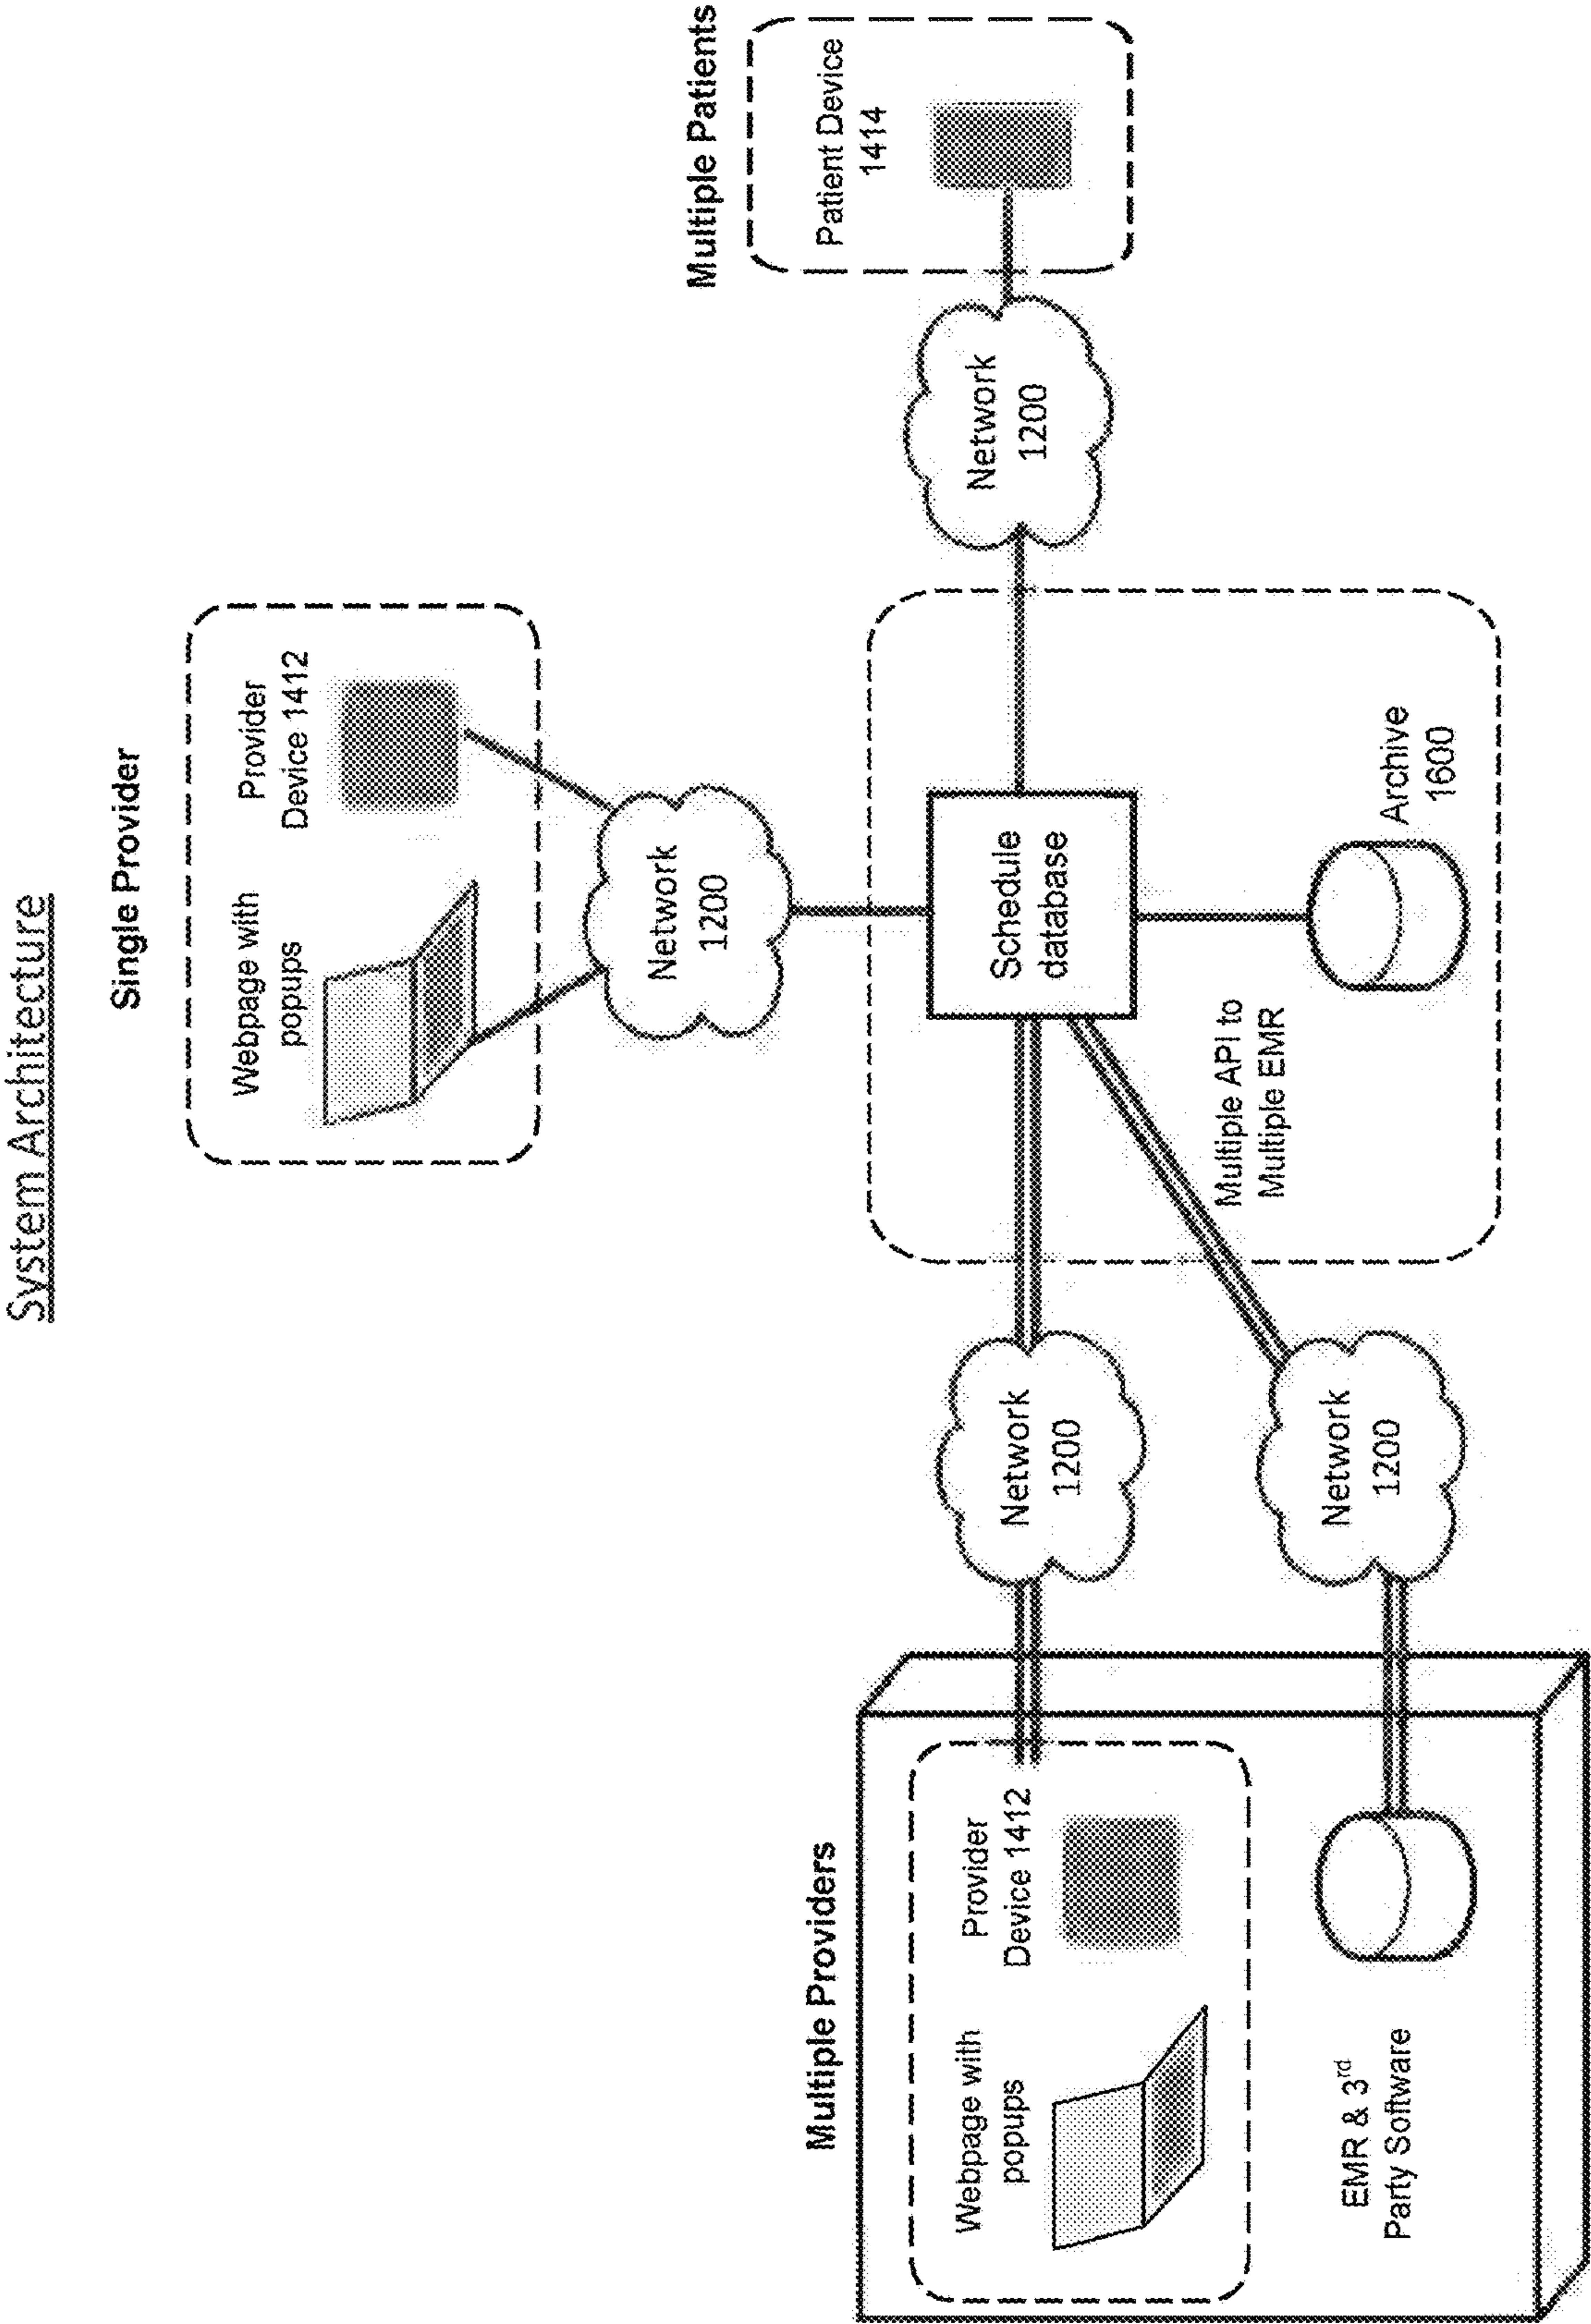 System Architecture
Single Provider
Webpage with
popups
Provider
Device 1412
Network
1200
Multiple Providers
Webpage with
popups
Provider
Device 1412
EMR & 3rd
Party Software
Network
1200
Network
1200
Schedule
database
Multiple API to
Multiple EMR
Archive
1600
Network
1200
Multiple Patients
Patient Device
1414